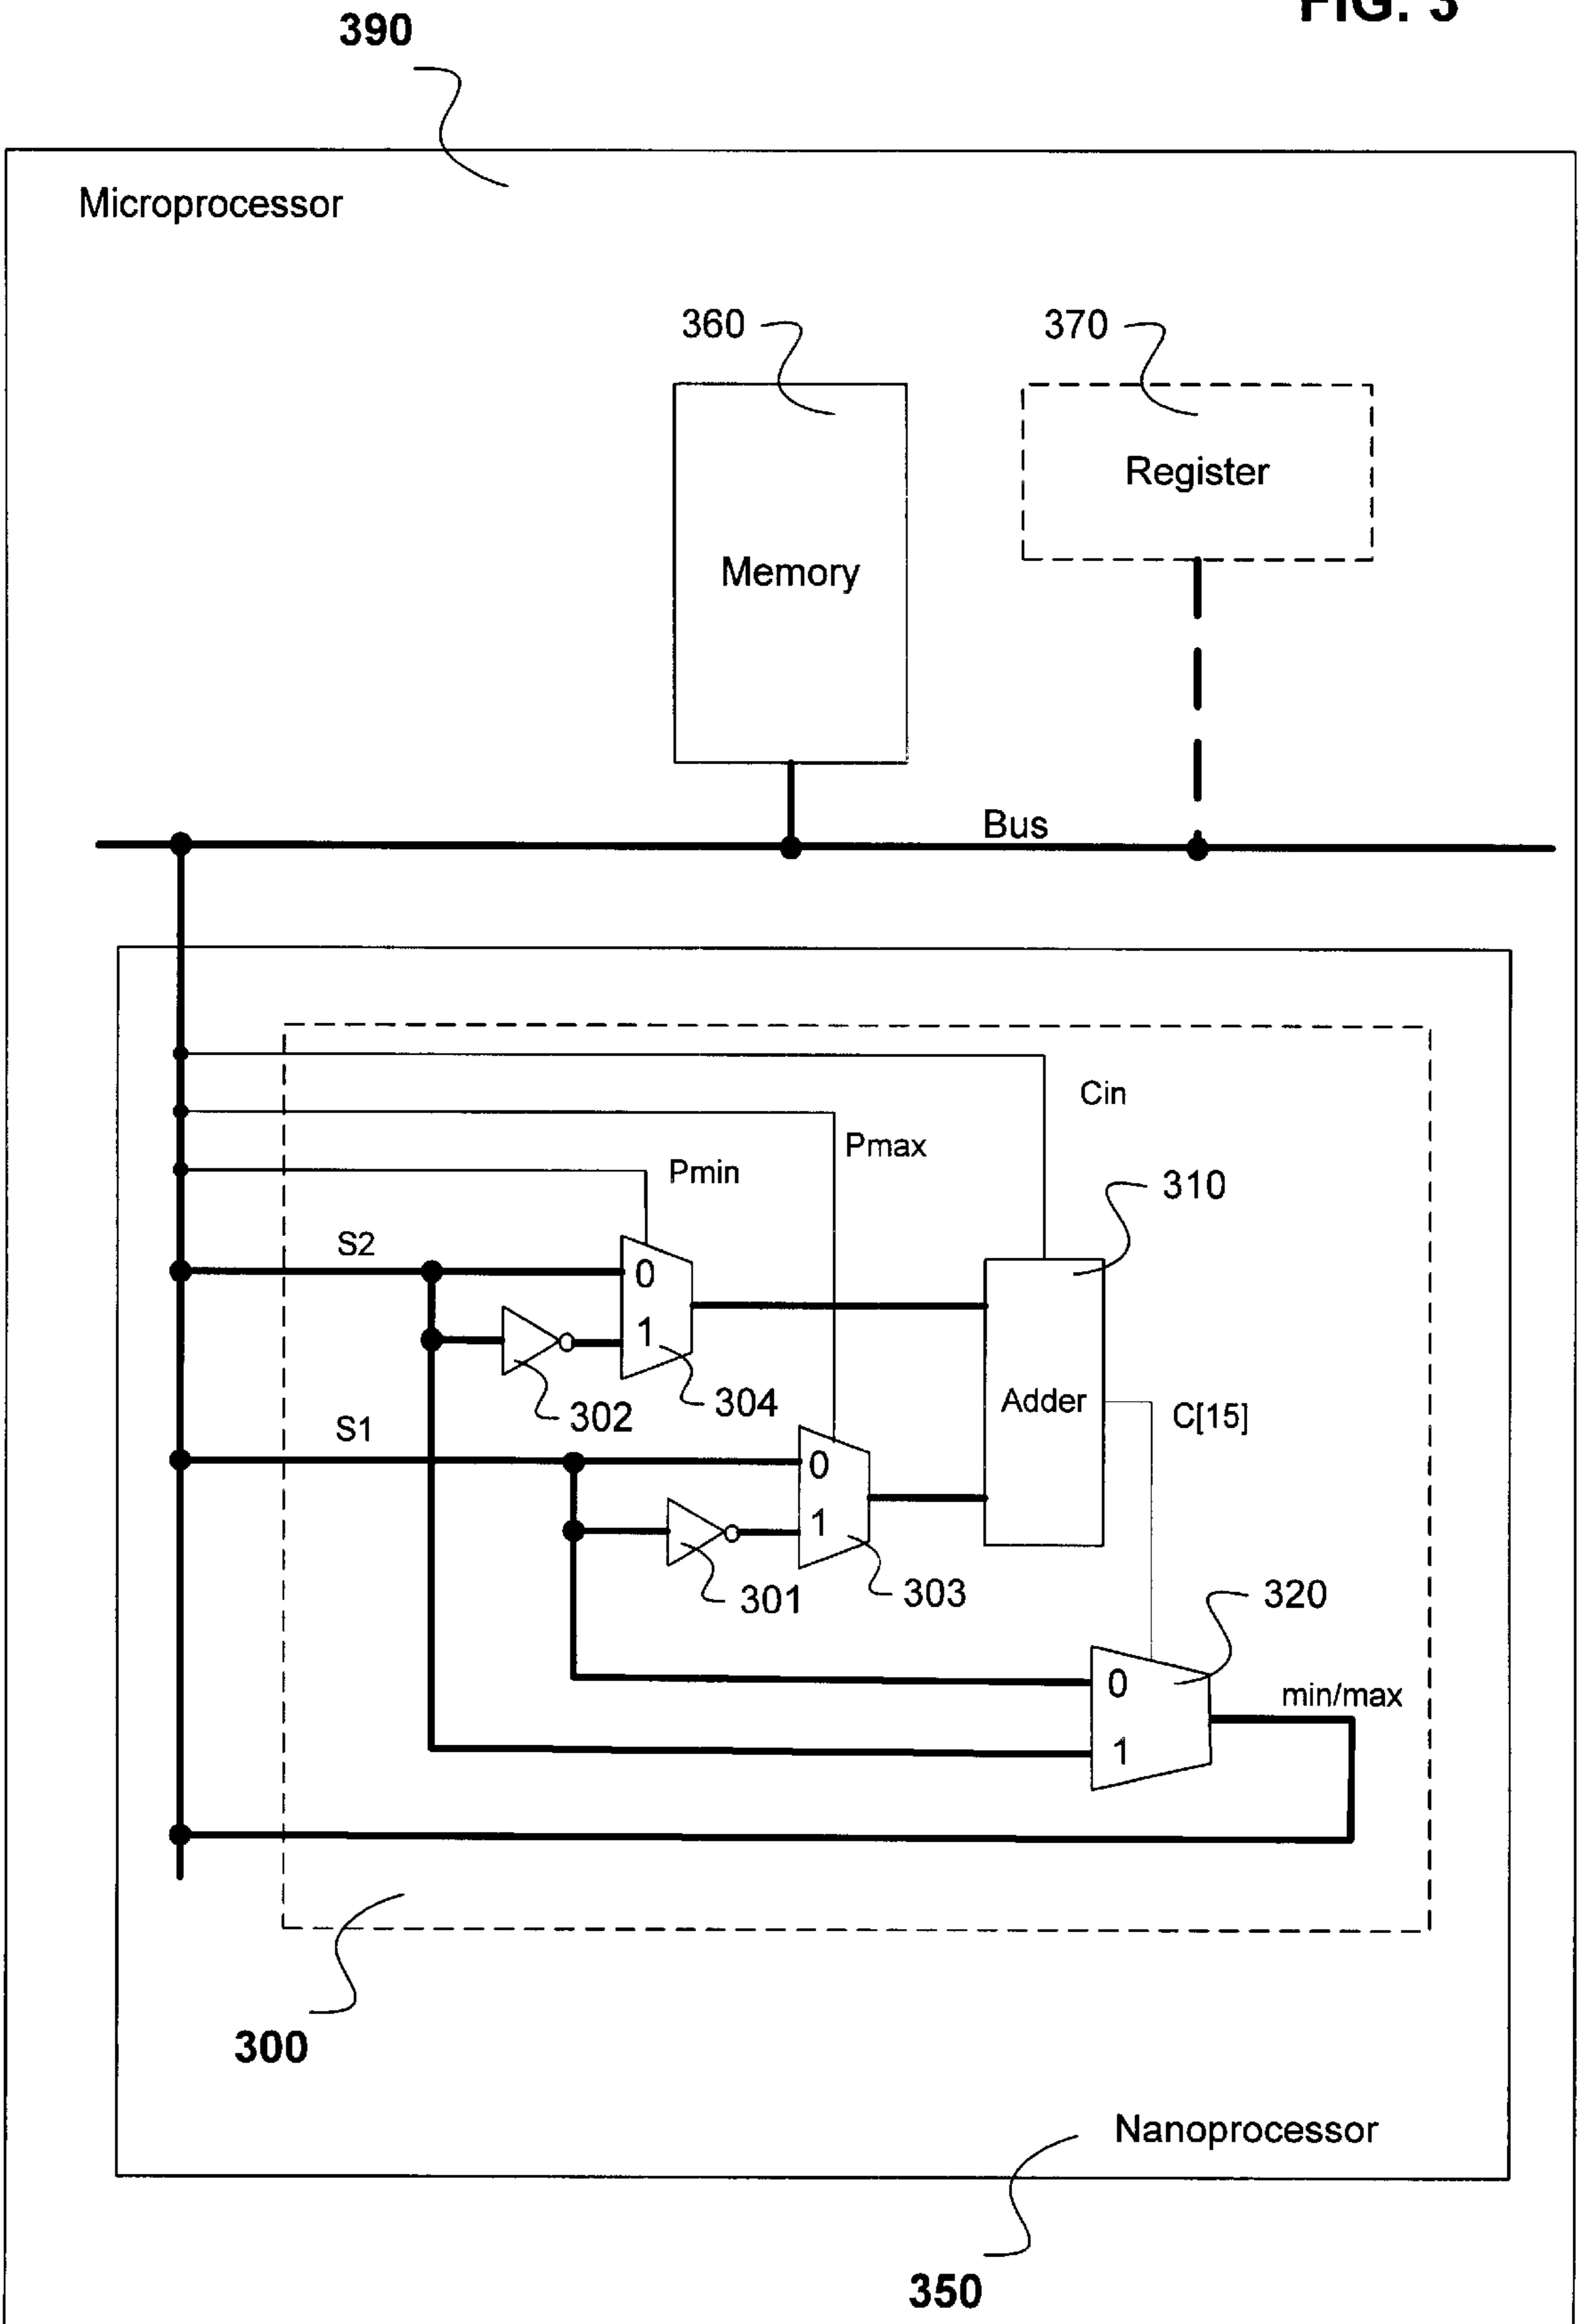 FIG. 3
390
Microprocessor
360
370
Register
Memory
Bus
Cin
Pmax
Pmin
310
S2
0
1
304
302
Adder
C[15]
S1
0
1
303
301
320
0
min/max
1
300
Nanoprocessor
350